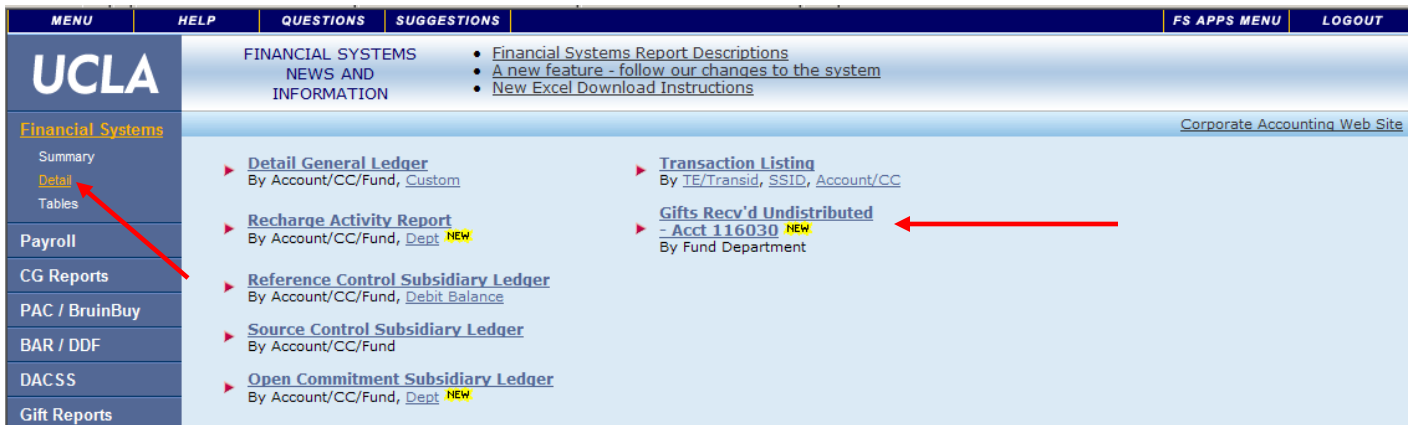 MENU HELP QUESTIONS SUGGESTIONS FS APPS MENU LOGOUT
UCLA
FINANCIAL SYSTEMS
NEWS AND
INFORMATION
• Financial Systems Report Descriptions
• A new feature - follow our changes to the system
• New Excel Download Instructions
Corporate Accounting Web Site
Financial Systems
Summary
Detail
Tables
Payroll
CG Reports
PAC / BruinBuy
BAR / DDF
DACSS
Gift Reports
Detail General Ledger
By Account/CC/Fund, Custom
Recharge Activity Report
By Account/CC/Fund, Dept NEW
Reference Control Subsidiary Ledger
By Account/CC/Fund, Debit Balance
Source Control Subsidiary Ledger
By Account/CC/Fund
Open Commitment Subsidiary Ledger
By Account/CC/Fund, Dept NEW
Transaction Listing
By TE/Transid, SSID, Account/CC
Gifts Recv'd Undistributed
- Acct 116030 NEW
By Fund Department